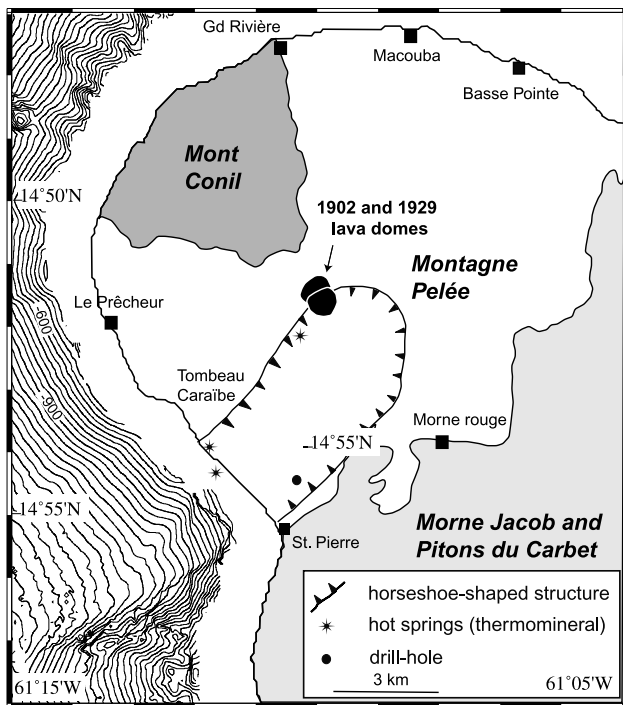 Gd Rivière
Macouba
Basse Pointe
Mont
Conil
14°50'N
1902 and 1929
lava domes
Montagne
Pelée
Le Prêcheur
-600
Tombeau
Caraïbe
-900
Morne rouge
14°55'N
14°55'N
St. Pierre
Morne Jacob and
Pitons du Carbet
horseshoe-shaped structure
hot springs (thermomineral)
drill-hole
3 km
61°15'W
61°05'W